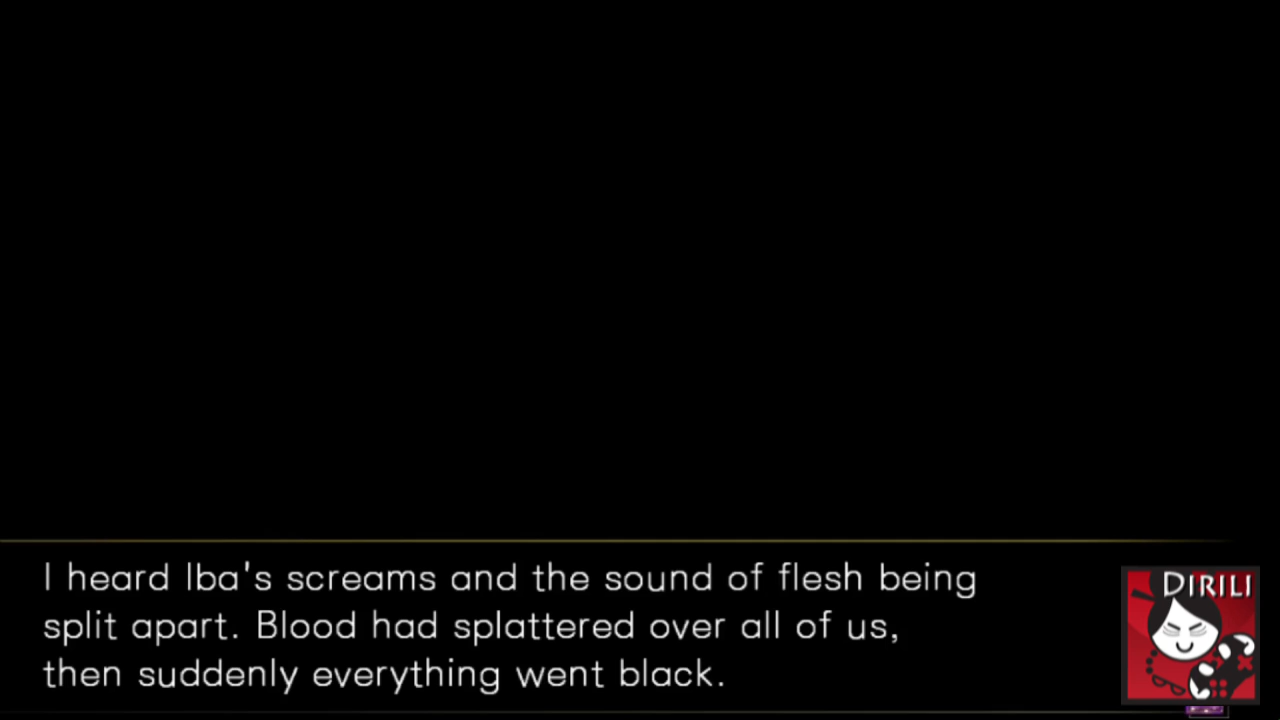 I heard Iba's screams and the sound of flesh being
split apart. Blood had splattered over all of us,
then suddenly everything went black.
DIRILI